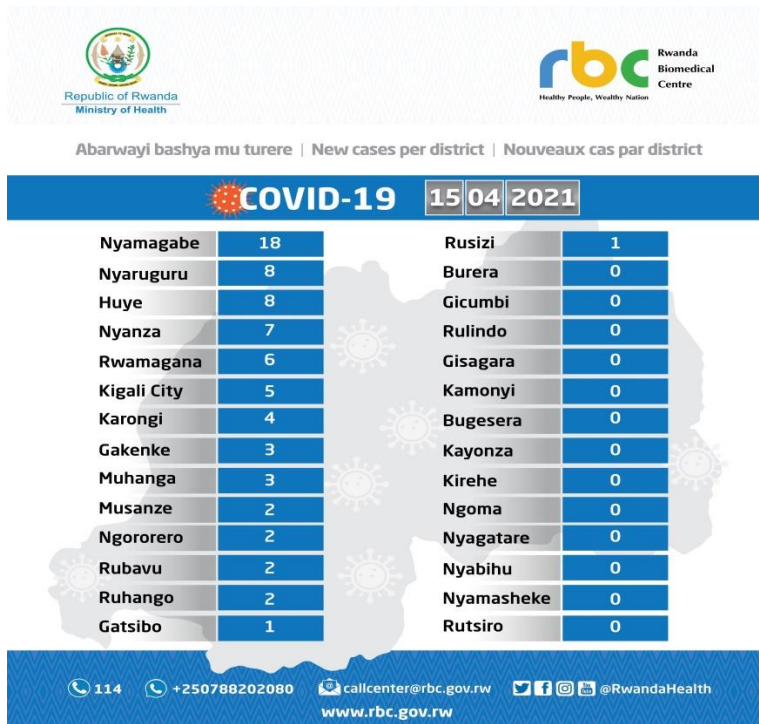 Republic of Rwanda
Ministry of Health
rbc
Rwanda
Biomedical
Centre
Healthy People, Wealthy Nation
Abarwayi bashya mu turere | New cases per district | Nouveaux cas par district
COVID-19 15 04 2021
Nyamagabe 18
Nyaruguru 8
Huye 8
Nyanza 7
Rwamagana 6
Kigali City 5
Karongi 4
Gakenke 3
Muhanga 3
Musanze 2
Ngororero 2
Rubavu 2
Ruhango 2
Gatsibo 1
Rusizi 1
Burera 0
Gicumbi 0
Rulindo 0
Gisagara 0
Kamonyi 0
Bugesera 0
Kayonza 0
Kirehe 0
Ngoma 0
Nyagatare 0
Nyabihu 0
Nyamasheke 0
Rutsiro 0
114 +250788202080 callcenter@rbc.gov.rw @RwandaHealth
www.rbc.gov.rw